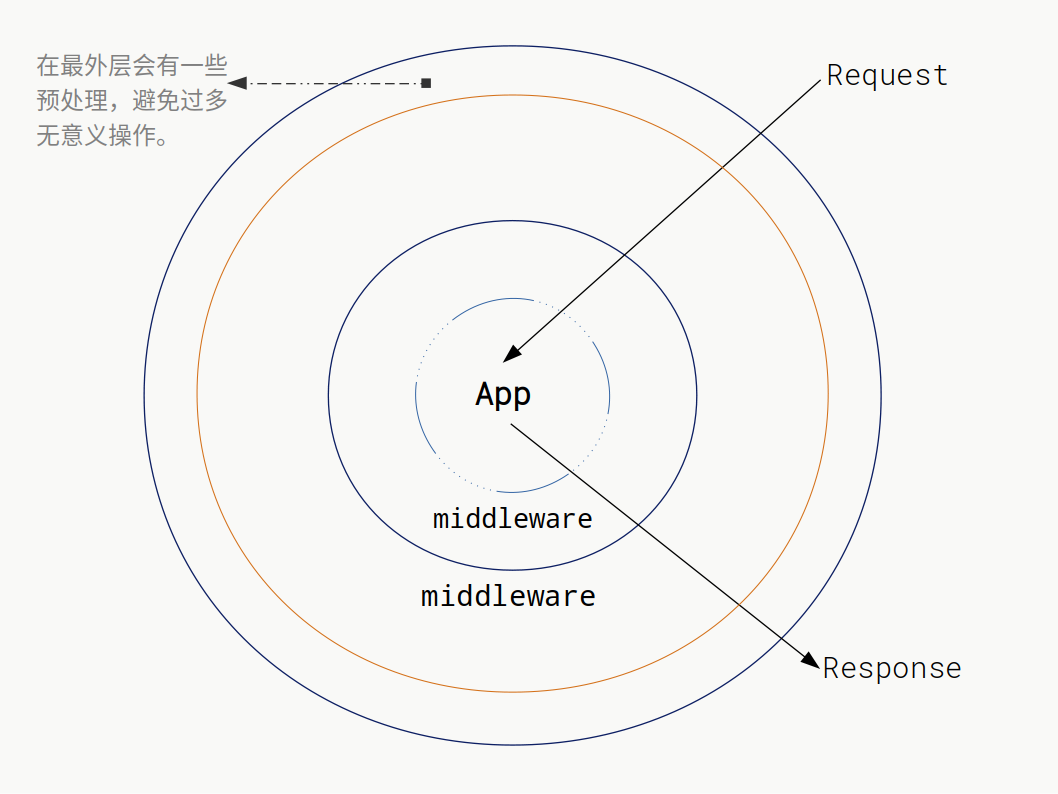 在最外层会有一些
预处理，避免过多
无意义操作。
Request
App
middleware
middleware
Response